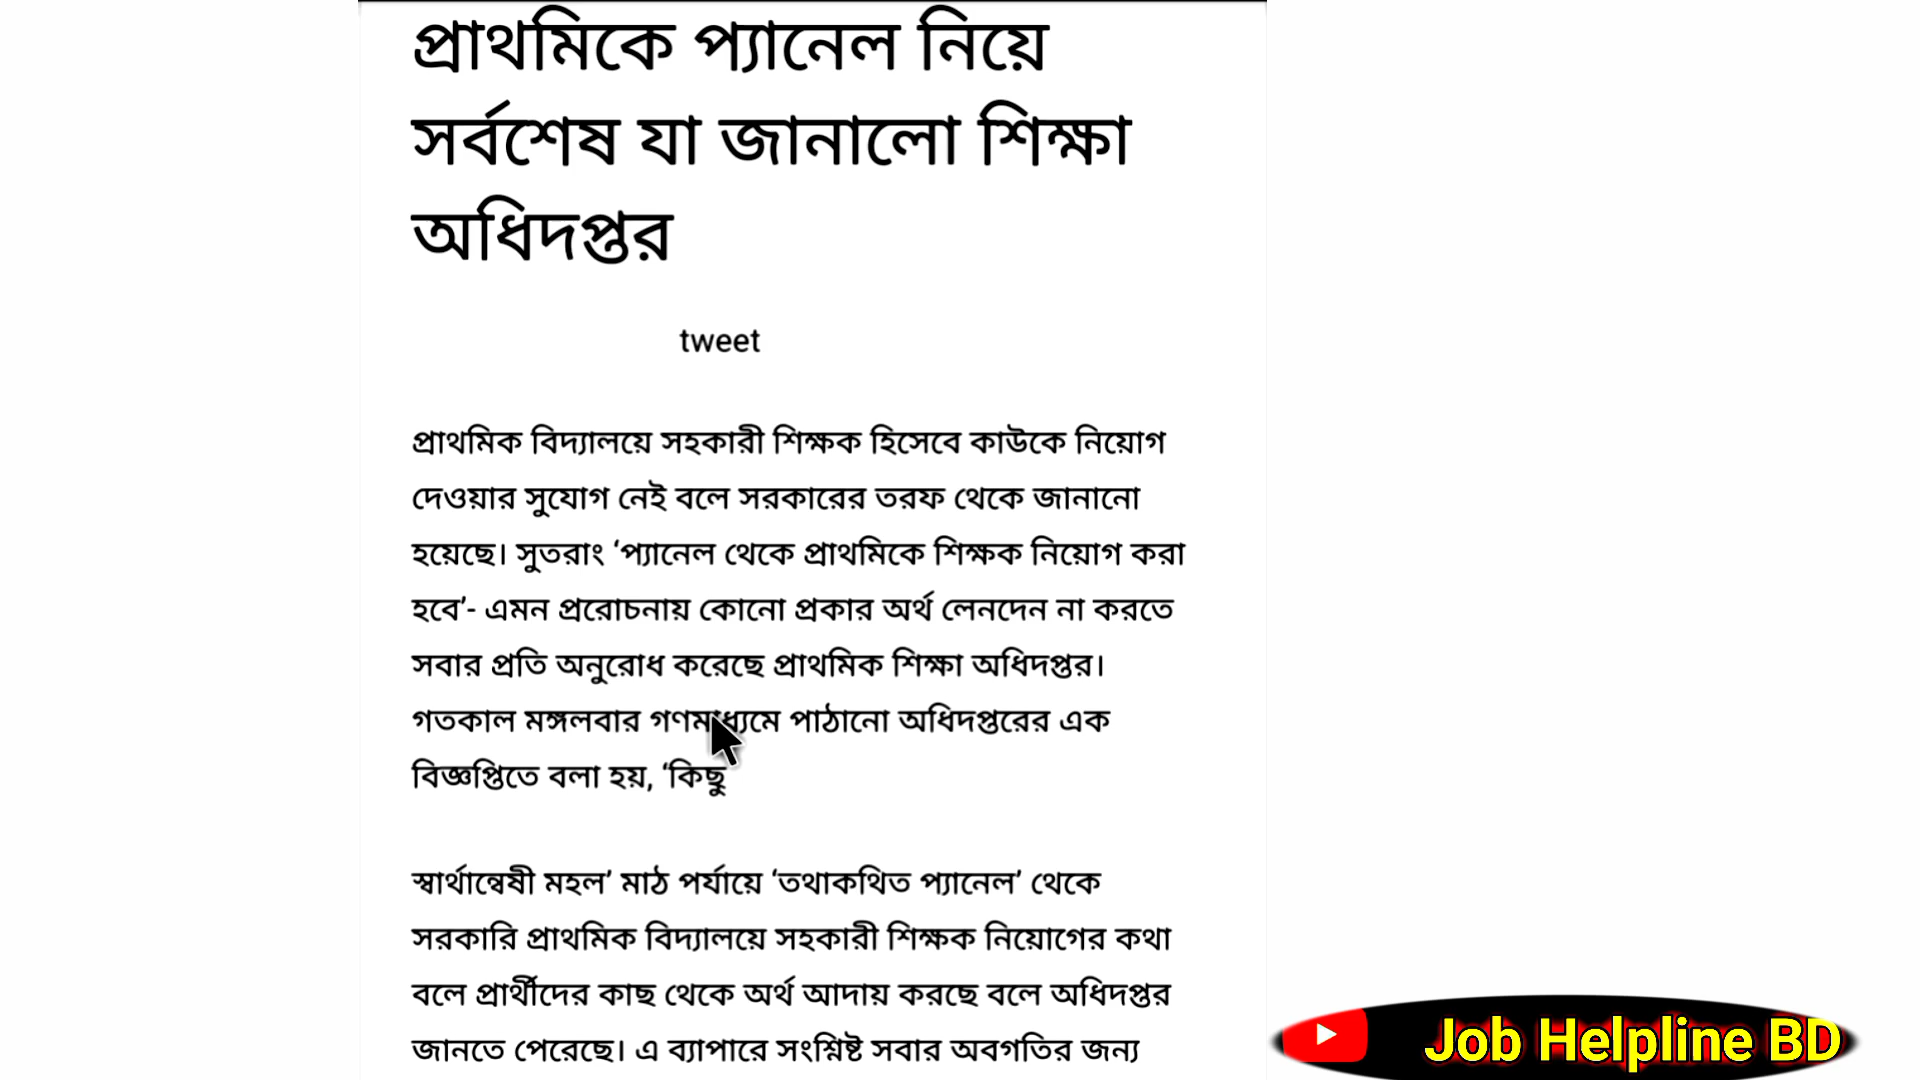 প্রাথমিকে প্যানেল নিয়ে
সর্বশেষ যা জানালো শিক্ষা
অধিদপ্তর
tweet
প্রাথমিক বিদ্যালয়ে সহকারী শিক্ষক হিসেবে কাউকে নিয়োগ
দেওয়ার সুযোগ নেই বলে সরকারের তরফ থেকে জানানো
হয়েছে। সুতরাং ‘প্যানেল থেকে প্রাথমিকে শিক্ষক নিয়োগ করা
হবে’- এমন প্ররোচনায় কোনো প্রকার অর্থ লেনদেন না করতে
সবার প্রতি অনুরোধ করেছে প্রাথমিক শিক্ষা অধিদপ্তর।
গতকাল মঙ্গলবার গণমাধ্যমে পাঠানো অধিদপ্তরের এক
বিজ্ঞপ্তিতে বলা হয়, ‘কিছু
স্বার্থান্বেষী মহল’ মাঠ পর্যায়ে ‘তথাকথিত প্যানেল’ থেকে
সরকারি প্রাথমিক বিদ্যালয়ে সহকারী শিক্ষক নিয়োগের কথা
বলে প্রার্থীদের কাছ থেকে অর্থ আদায় করছে বলে অধিদপ্তর
জানতে পেরেছে। এ ব্যাপারে সংশ্লিষ্ট সবার অবগতির জন্য
Job Helpline BD